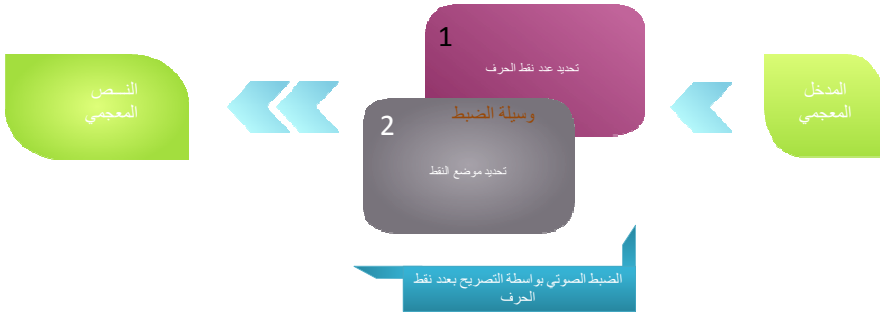 المدخل
المعجمي
1
تحديد عدد نقط الحرف
وسيلة الضبط
2
تحديد موضع النقط
النـــص
المعجمي
الضبط الصوتي بواسطة التصريح بعدد نقط
الحرف